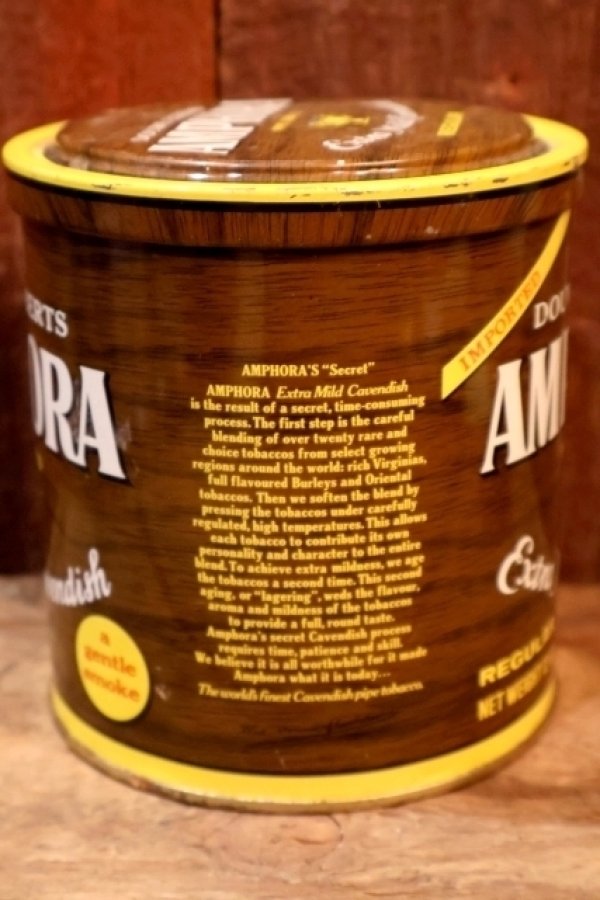 AMPHORA
ERTS
ORA
ndish
a
gentle
smoke
AMPHORA'S "Secret"
AMPHORA Extra Mild Cavendish
is the result of a secret, time-consuming
process. The first step is the careful
blending of over twenty rare and
choice tobaccos from select growing
regions around the world: rich Virginias,
full flavoured Burleys and Oriental
tobaccos. Then we soften the blend by
pressing the tobaccos under carefully
regulated, high temperatures. This allows
each tobacco to contribute its own
personality and character to the entire
blend. To achieve extra mildness, we age
the tobaccos a second time. This second
aging, or "lagering", weds the flavour,
aroma and mildness of the tobaccos
to provide a full, round taste.
Amphora's secret Cavendish process
requires time, patience and skill.
We believe it is all worthwhile for it made
Amphora what it is today...
The world's finest Cavendish pipe tobacco.
IMPORTED
DOU
AM
Extra
REGUL
NET WEI